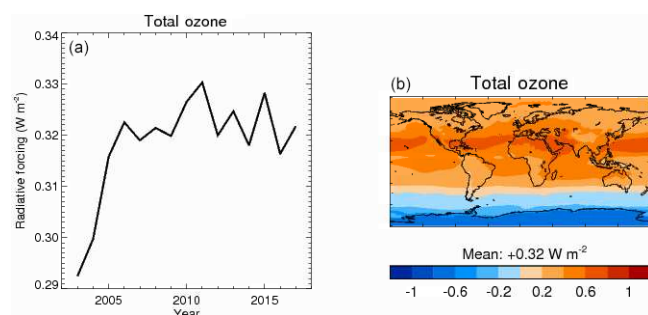 Total ozone
(a)
0.34
0.33
0.32
0.31
0.30
0.29
Radiative forcing (W m⁻²)
2005 2010 2015
Year
(b)
Total ozone
Mean: +0.32 W m⁻²
-1 -0.6 -0.2 0.2 0.6 1